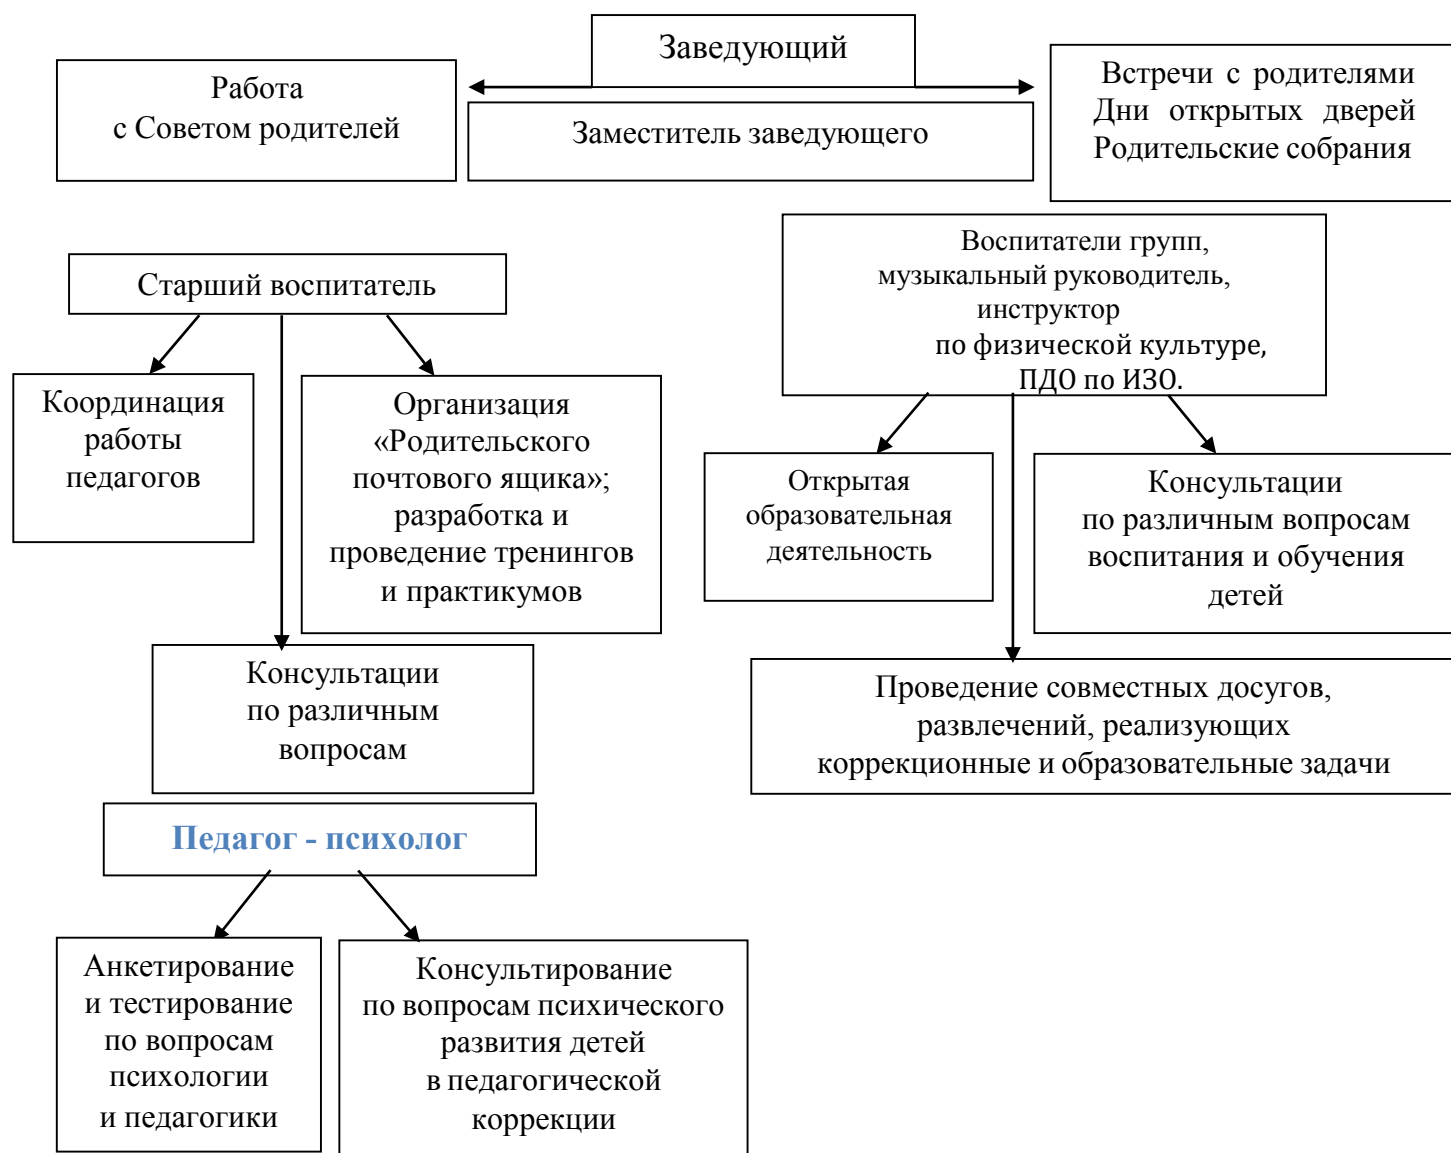 Заведующий
Работа
с Советом родителей
Заместитель заведующего
Встречи с родителями
Дни открытых дверей
Родительские собрания
Старший воспитатель
Координация
работы
педагогов
Организация
«Родительского
почтового ящика»;
разработка и
проведение тренингов
и практикумов
Консультации
по различным
вопросам
Воспитатели групп,
музыкальный руководитель,
инструктор
по физической культуре,
ПДО по ИЗО.
Открытая
образовательная
деятельность
Консультации
по различным вопросам
воспитания и обучения
детей
Проведение совместных досугов,
развлечений, реализующих
коррекционные и образовательные задачи
Педагог - психолог
Анкетирование
и тестирование
по вопросам
психологии
и педагогики
Консультирование
по вопросам психического
развития детей
в педагогической
коррекции